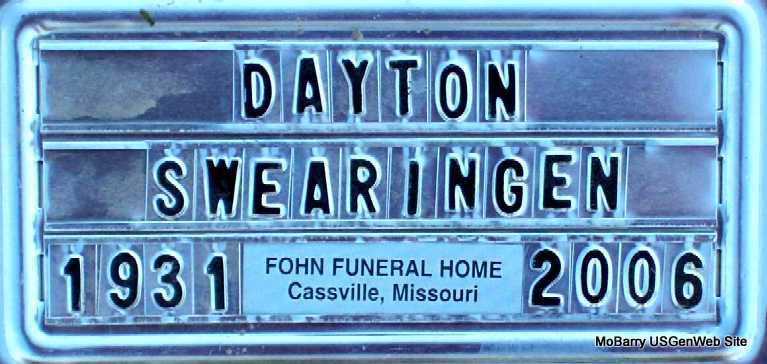 DAYTON
SWEARINGEN
1931 FOHN FUNERAL HOME 2006
Cassville, Missouri
MoBarry USGenWeb Site